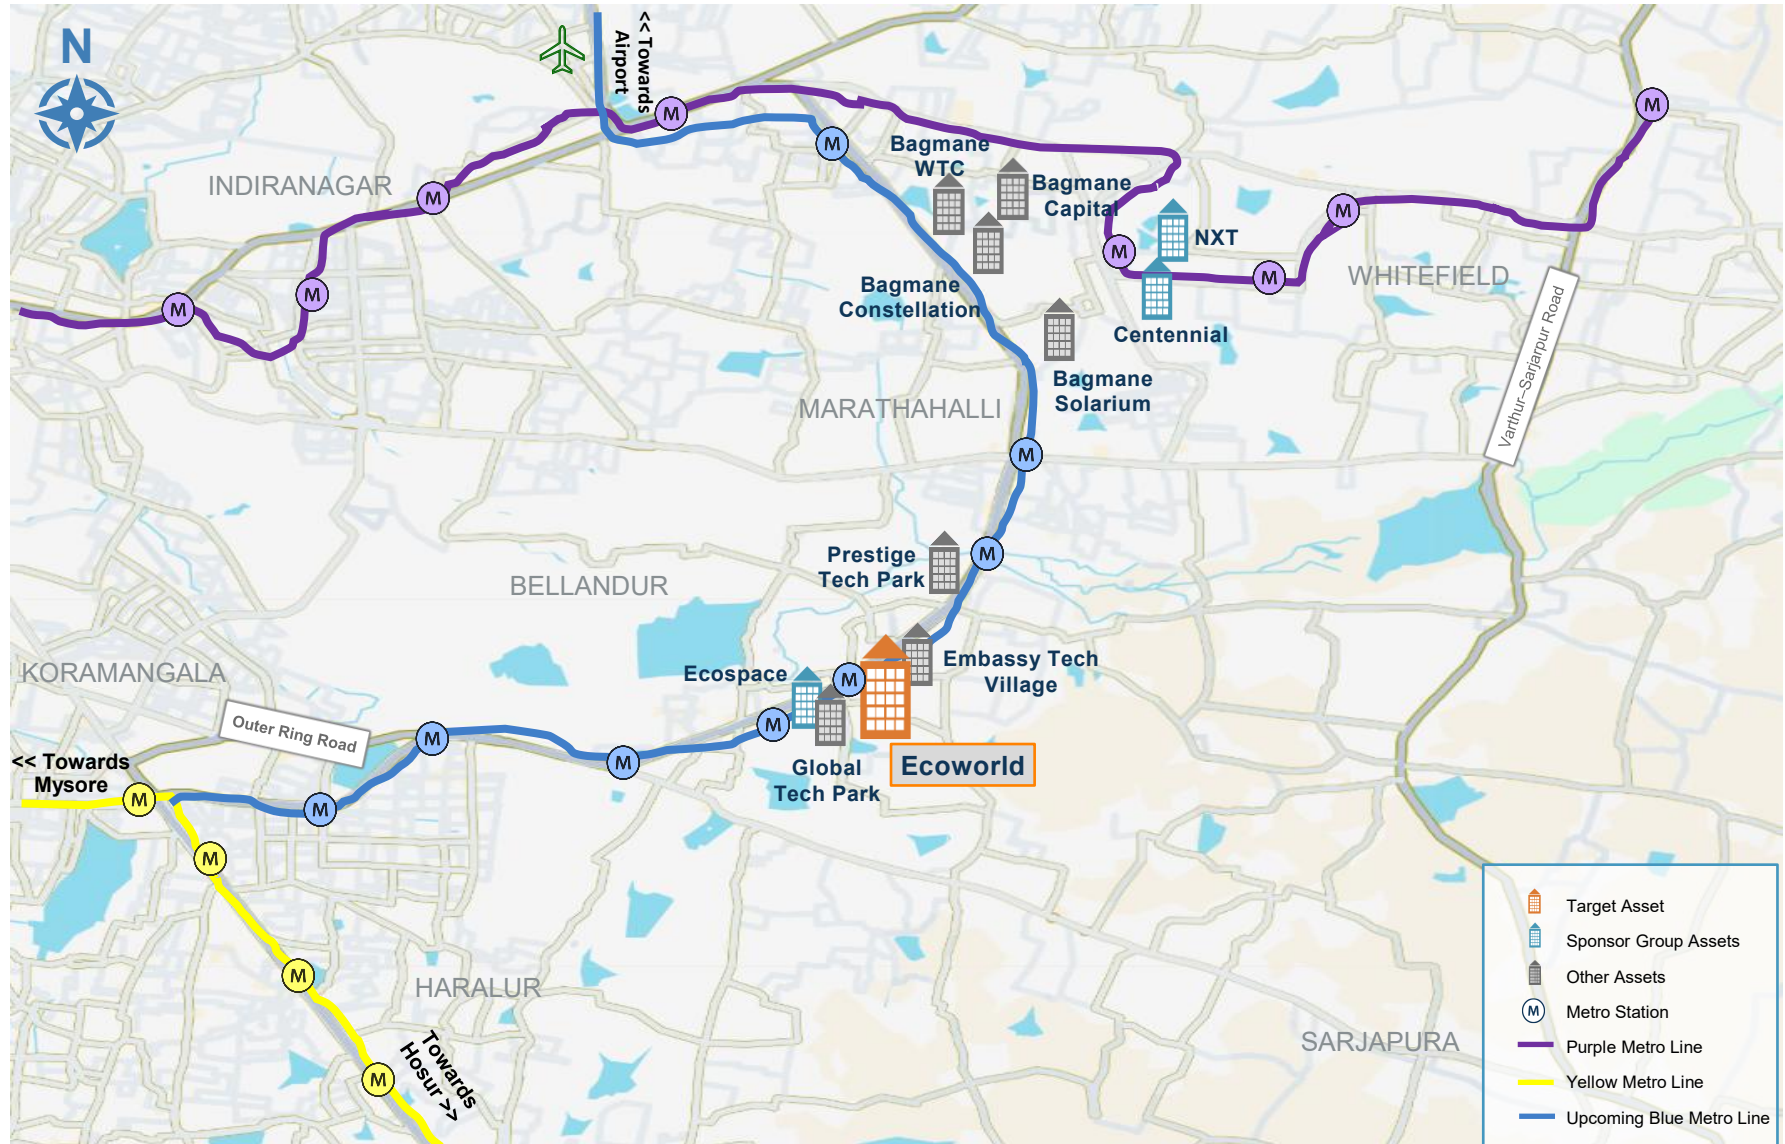 N
<< Towards
Airport
M
M
M
Bagmane
WTC
INDIRANAGAR
M
Bagmane
Capital
M
NXT
M
M
WHITEFIELD
M
M
Bagmane
Constellation
M
Centennial
Varthur–Sarjarpur Road
Bagmane
Solarium
MARATHAHALLI
M
Prestige
Tech Park
M
BELLANDUR
Embassy Tech
Village
Ecospace
M
KORAMANGALA
Outer Ring Road
M
M
M
<< Towards
Mysore
Global
Tech Park
Ecoworld
M
M
M
M
HARALUR
SARJAPURA
Towards
Hosur >>
M
Target Asset
Sponsor Group Assets
Other Assets
M
Metro Station
Purple Metro Line
Yellow Metro Line
Upcoming Blue Metro Line